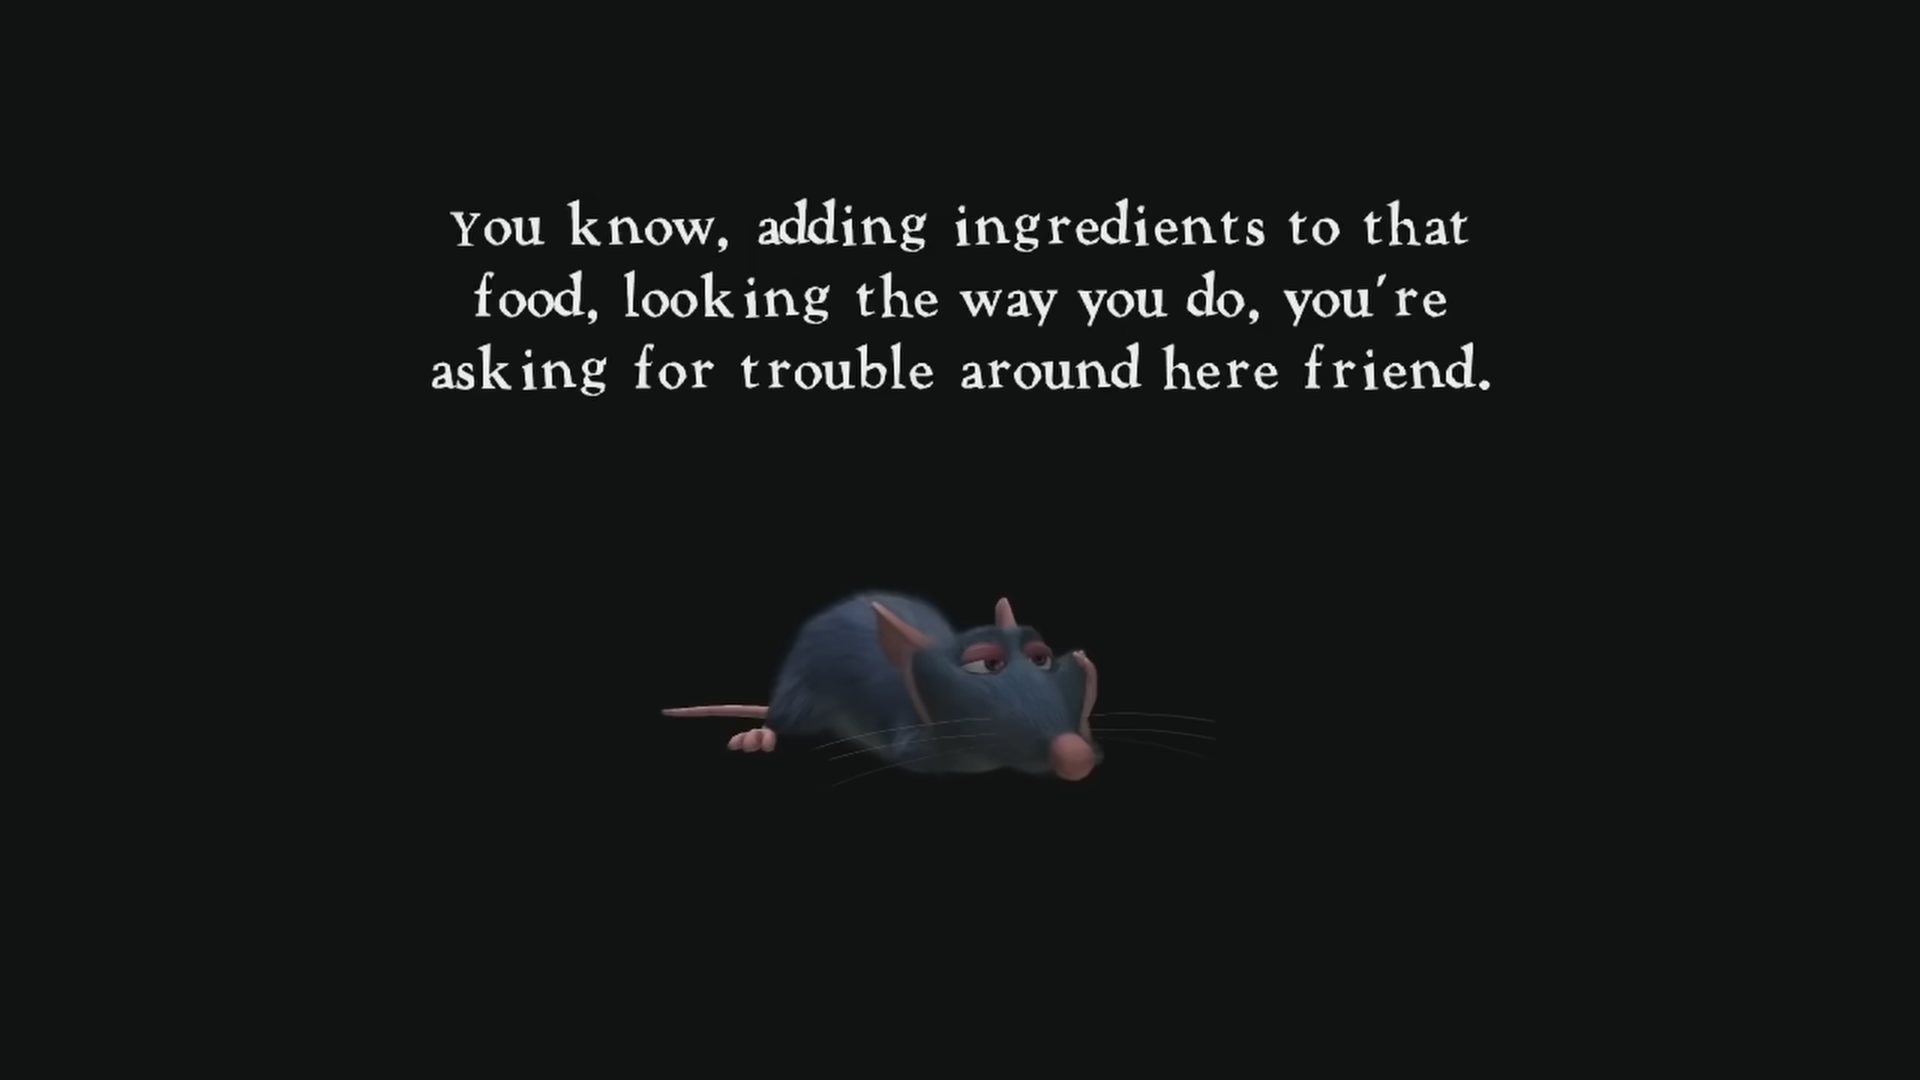 You know, adding ingredients to that
food, looking the way you do, you're
asking for trouble around here friend.